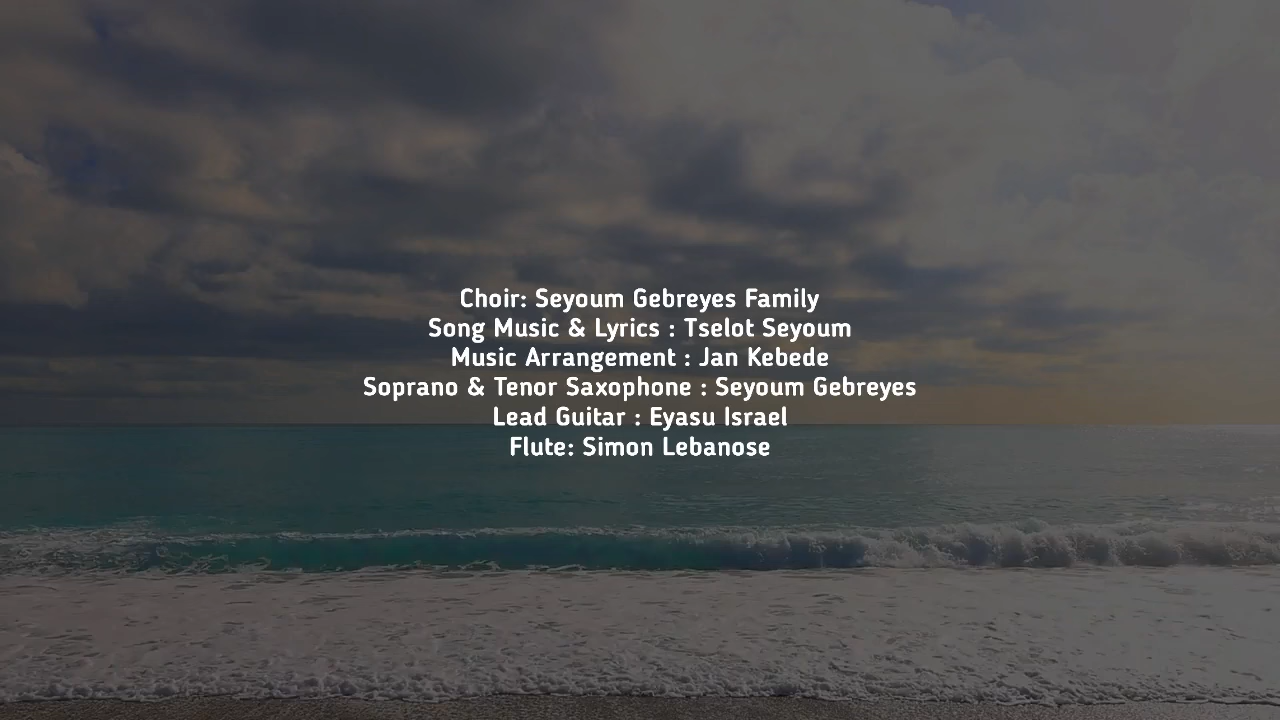 Choir: Seyoum Gebreyes Family
Song Music & Lyrics : Tselot Seyoum
Music Arrangement : Jan Kebede
Soprano & Tenor Saxophone : Seyoum Gebreyes
Lead Guitar : Eyasu Israel
Flute: Simon Lebanose